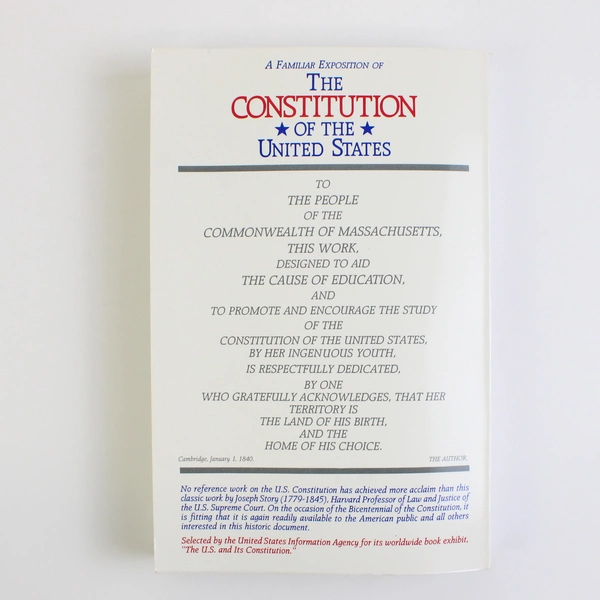 A FAMILIAR EXPOSITION OF
THE
CONSTITUTION
★ OF THE ★
UNITED STATES
TO
THE PEOPLE
OF THE
COMMONWEALTH OF MASSACHUSETTS,
THIS WORK,
DESIGNED TO AID
THE CAUSE OF EDUCATION,
AND
TO PROMOTE AND ENCOURAGE THE STUDY
OF THE
CONSTITUTION OF THE UNITED STATES,
BY HER INGENUOUS YOUTH,
IS RESPECTFULLY DEDICATED,
BY ONE
WHO GRATEFULLY ACKNOWLEDGES, THAT HER
TERRITORY IS
THE LAND OF HIS BIRTH,
AND THE
HOME OF HIS CHOICE.
Cambridge, January 1, 1840. THE AUTHOR.
No reference work on the U.S. Constitution has achieved more acclaim than this
classic work by Joseph Story (1779-1845), Harvard Professor of Law and Justice of
the U.S. Supreme Court. On the occasion of the Bicentennial of the Constitution, it
is fitting that it is again readily available to the American public and all others
interested in this historic document.
Selected by the United States Information Agency for its worldwide book exhibit,
"The U.S. and Its Constitution."